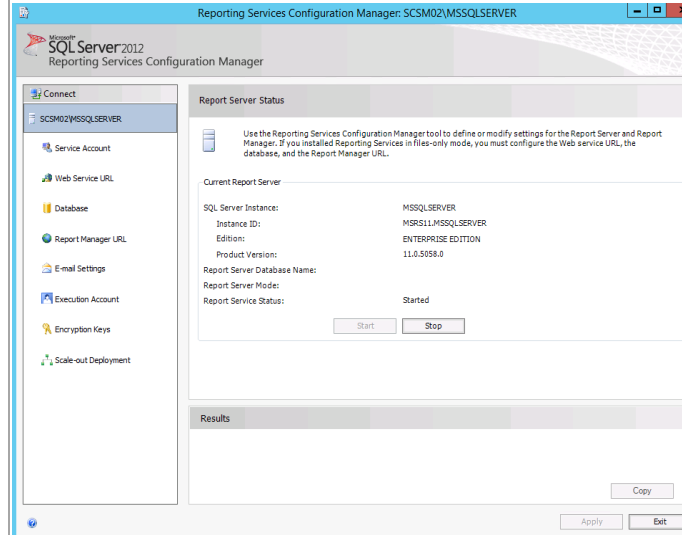 Reporting Services Configuration Manager: SCSM02\MSSQLSERVER
Microsoft®
SQL Server 2012
Reporting Services Configuration Manager
Connect
SCSM02\MSSQLSERVER
Service Account
Web Service URL
Database
Report Manager URL
E-mail Settings
Execution Account
Encryption Keys
Scale-out Deployment
Report Server Status
Use the Reporting Services Configuration Manager tool to define or modify settings for the Report Server and Report
Manager. If you installed Reporting Services in files-only mode, you must configure the Web service URL, the
database, and the Report Manager URL.
Current Report Server
SQL Server Instance: MSSQLSERVER
Instance ID: MSRS11.MSSQLSERVER
Edition: ENTERPRISE EDITION
Product Version: 11.0.5058.0
Report Server Database Name:
Report Server Mode:
Report Service Status: Started
Start Stop
Results
Copy
Apply Exit